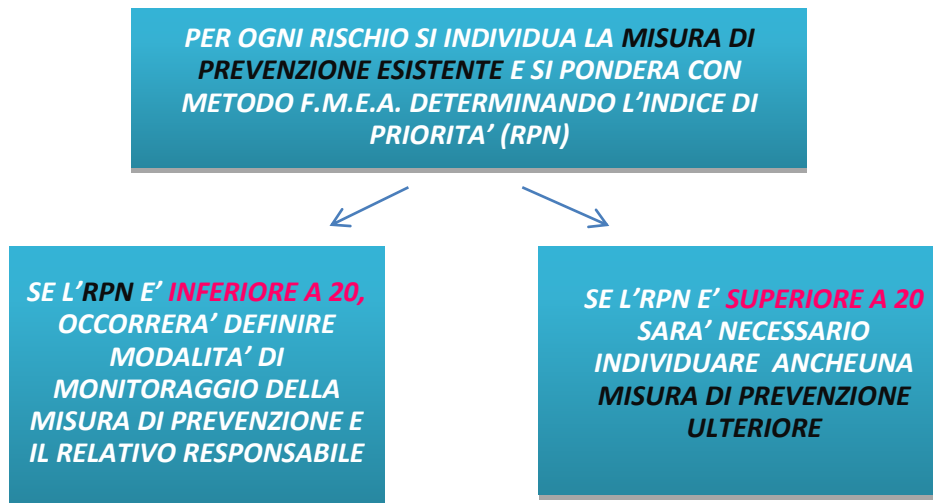 PER OGNI RISCHIO SI INDIVIDUA LA MISURA DI
PREVENZIONE ESISTENTE E SI PONDERA CON
METODO F.M.E.A. DETERMINANDO L’INDICE DI
PRIORITA’ (RPN)
SE L’RPN E’ INFERIORE A 20,
OCCORRERA’ DEFINIRE
MODALITA’ DI
MONITORAGGIO DELLA
MISURA DI PREVENZIONE E
IL RELATIVO RESPONSABILE
SE L’RPN E’ SUPERIORE A 20
SARA’ NECESSARIO
INDIVIDUARE ANCHEUNA
MISURA DI PREVENZIONE
ULTERIORE